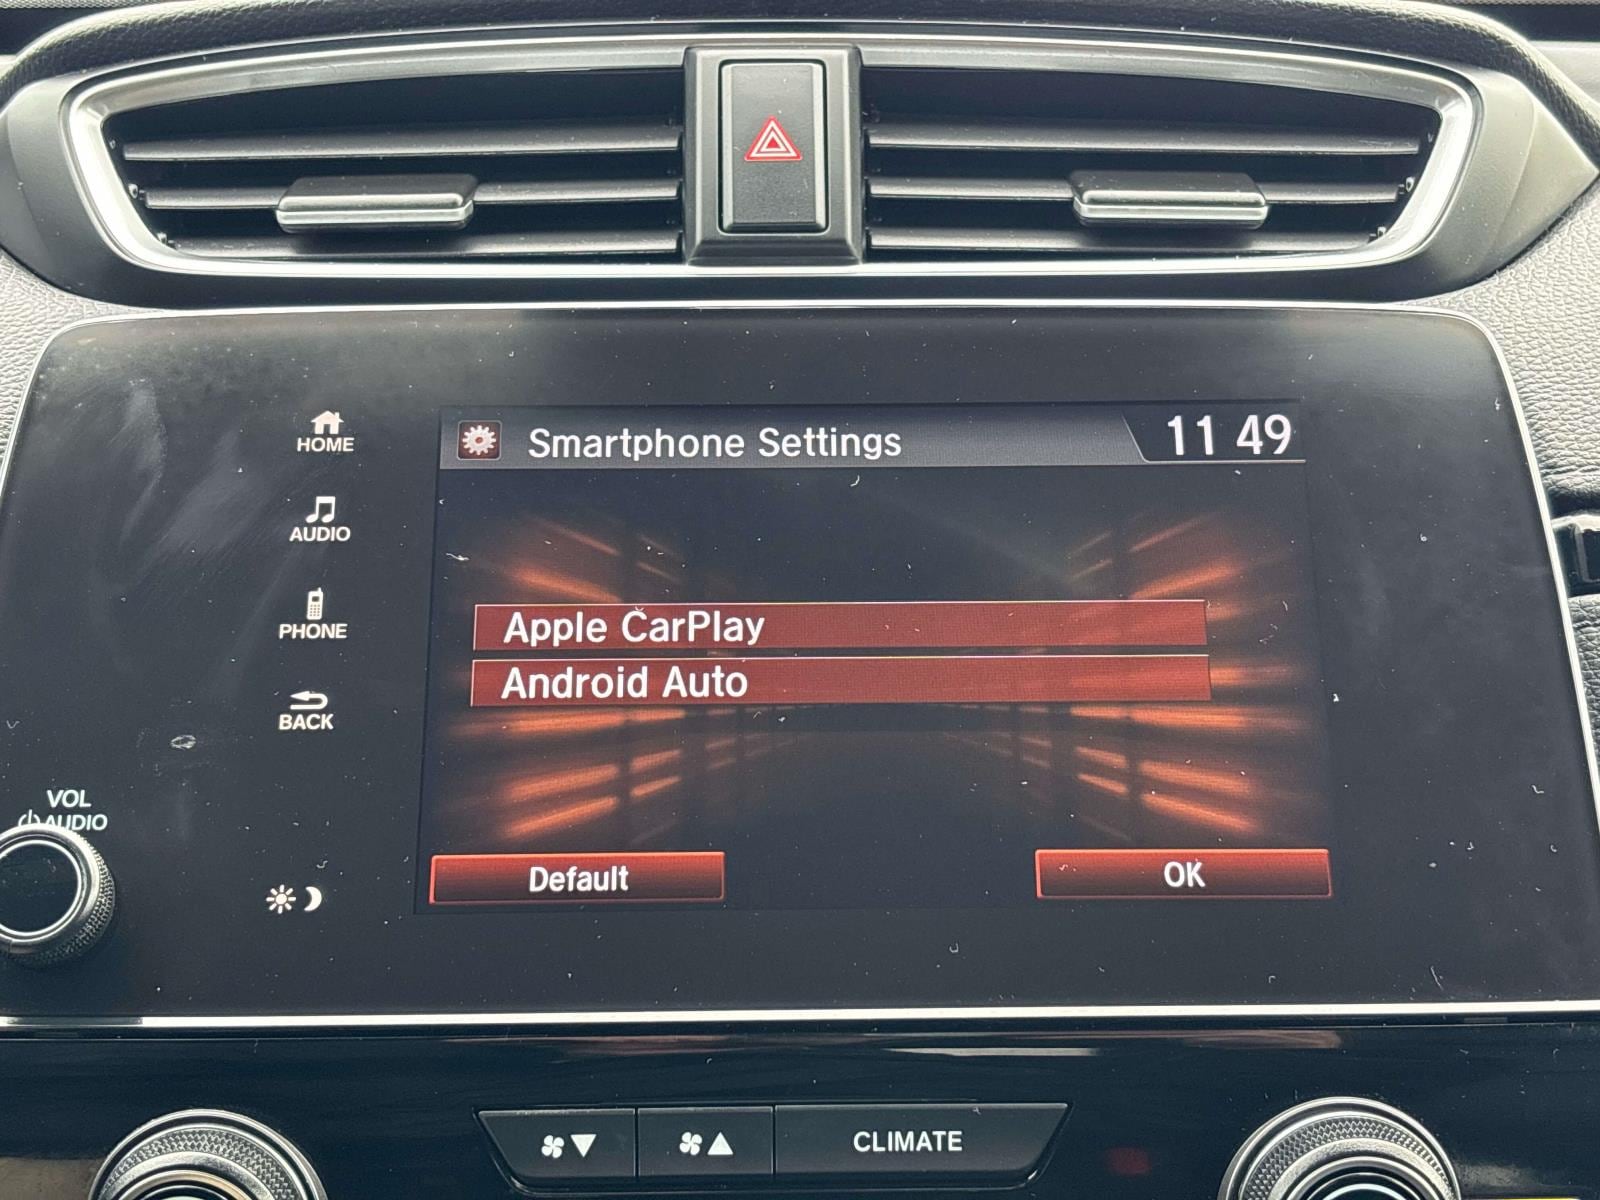 HOME
AUDIO
PHONE
BACK
VOL
AUDIO
Smartphone Settings
11 49
Apple CarPlay
Android Auto
Default
OK
CLIMATE